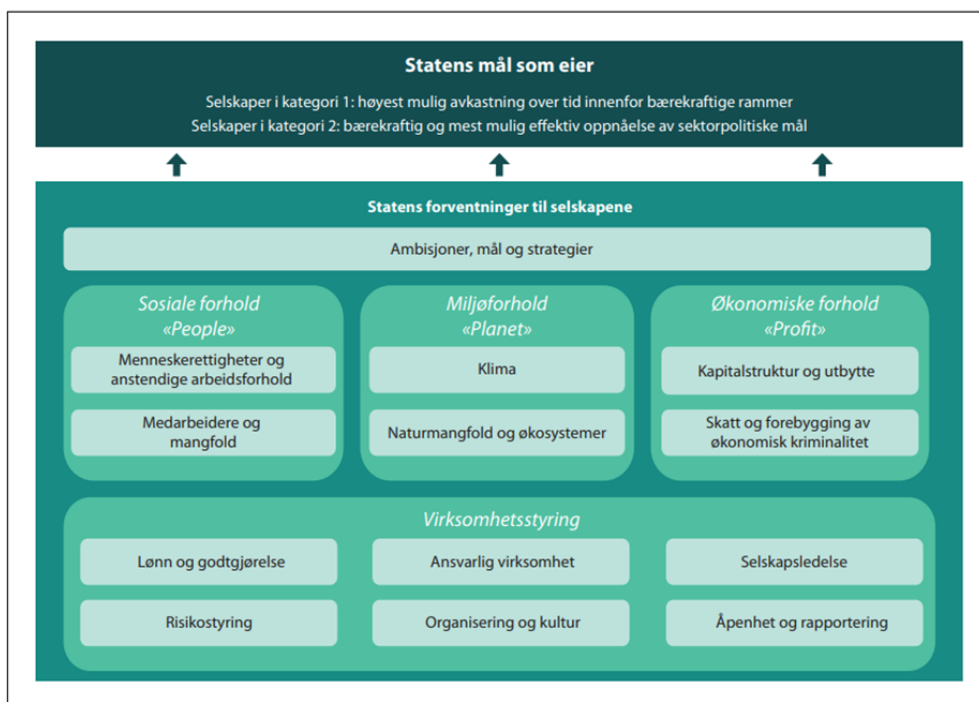 Statens mål som eier
Selskaper i kategori 1: høyest mulig avkastning over tid innenfor bærekraftige rammer
Selskaper i kategori 2: bærekraftig og mest mulig effektiv oppnåelse av sektorpolitiske mål
Statens forventninger til selskapene
Ambisjoner, mål og strategier
Sosiale forhold
«People»
Menneskerettigheter og
anstendige arbeidsforhold
Medarbeidere og
mangfold
Miljøforhold
«Planet»
Klima
Naturmangfold og økosystemer
Økonomiske forhold
«Profit»
Kapitalstruktur og utbytte
Skatt og forebygging av
økonomisk kriminalitet
Virksomhetsstyring
Lønn og godtgjørelse
Ansvarlig virksomhet
Selskapsledelse
Risikostyring
Organisering og kultur
Åpenhet og rapportering